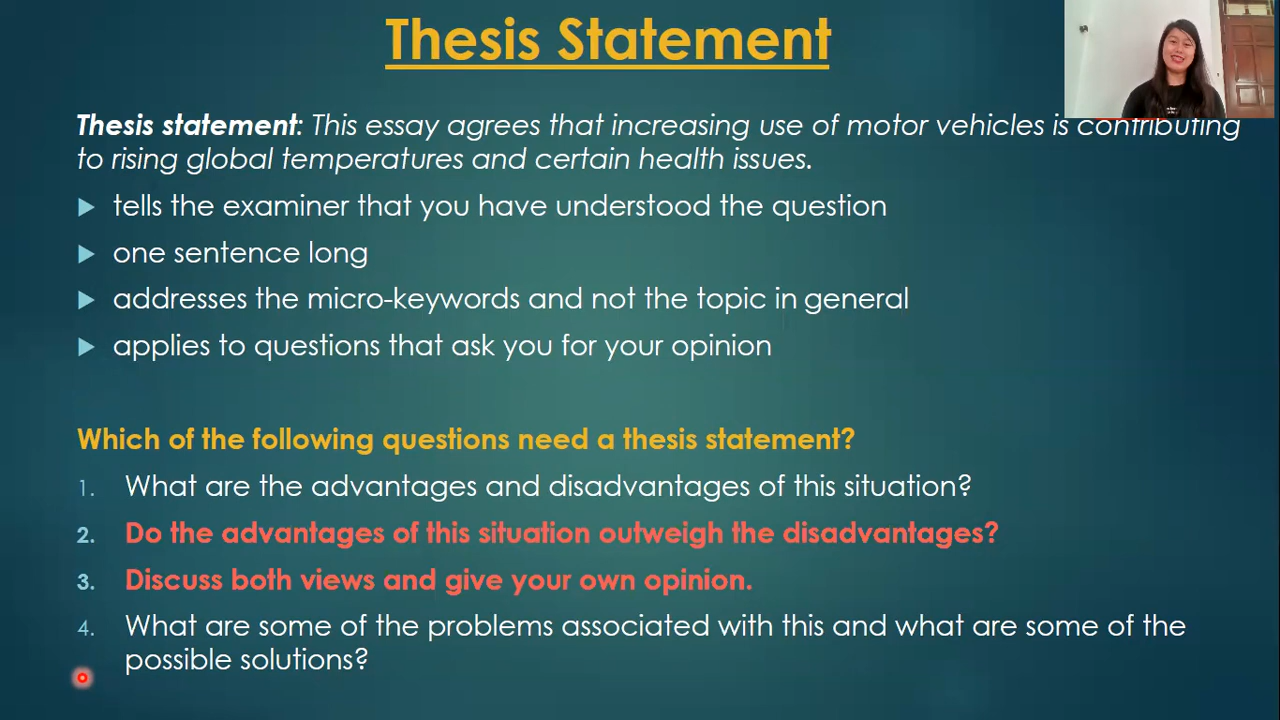 Thesis Statement
Thesis statement: This essay agrees that increasing use of motor vehicles is contributing
to rising global temperatures and certain health issues.
tells the examiner that you have understood the question
one sentence long
addresses the micro-keywords and not the topic in general
applies to questions that ask you for your opinion
Which of the following questions need a thesis statement?
1. What are the advantages and disadvantages of this situation?
2. Do the advantages of this situation outweigh the disadvantages?
3. Discuss both views and give your own opinion.
4. What are some of the problems associated with this and what are some of the
possible solutions?